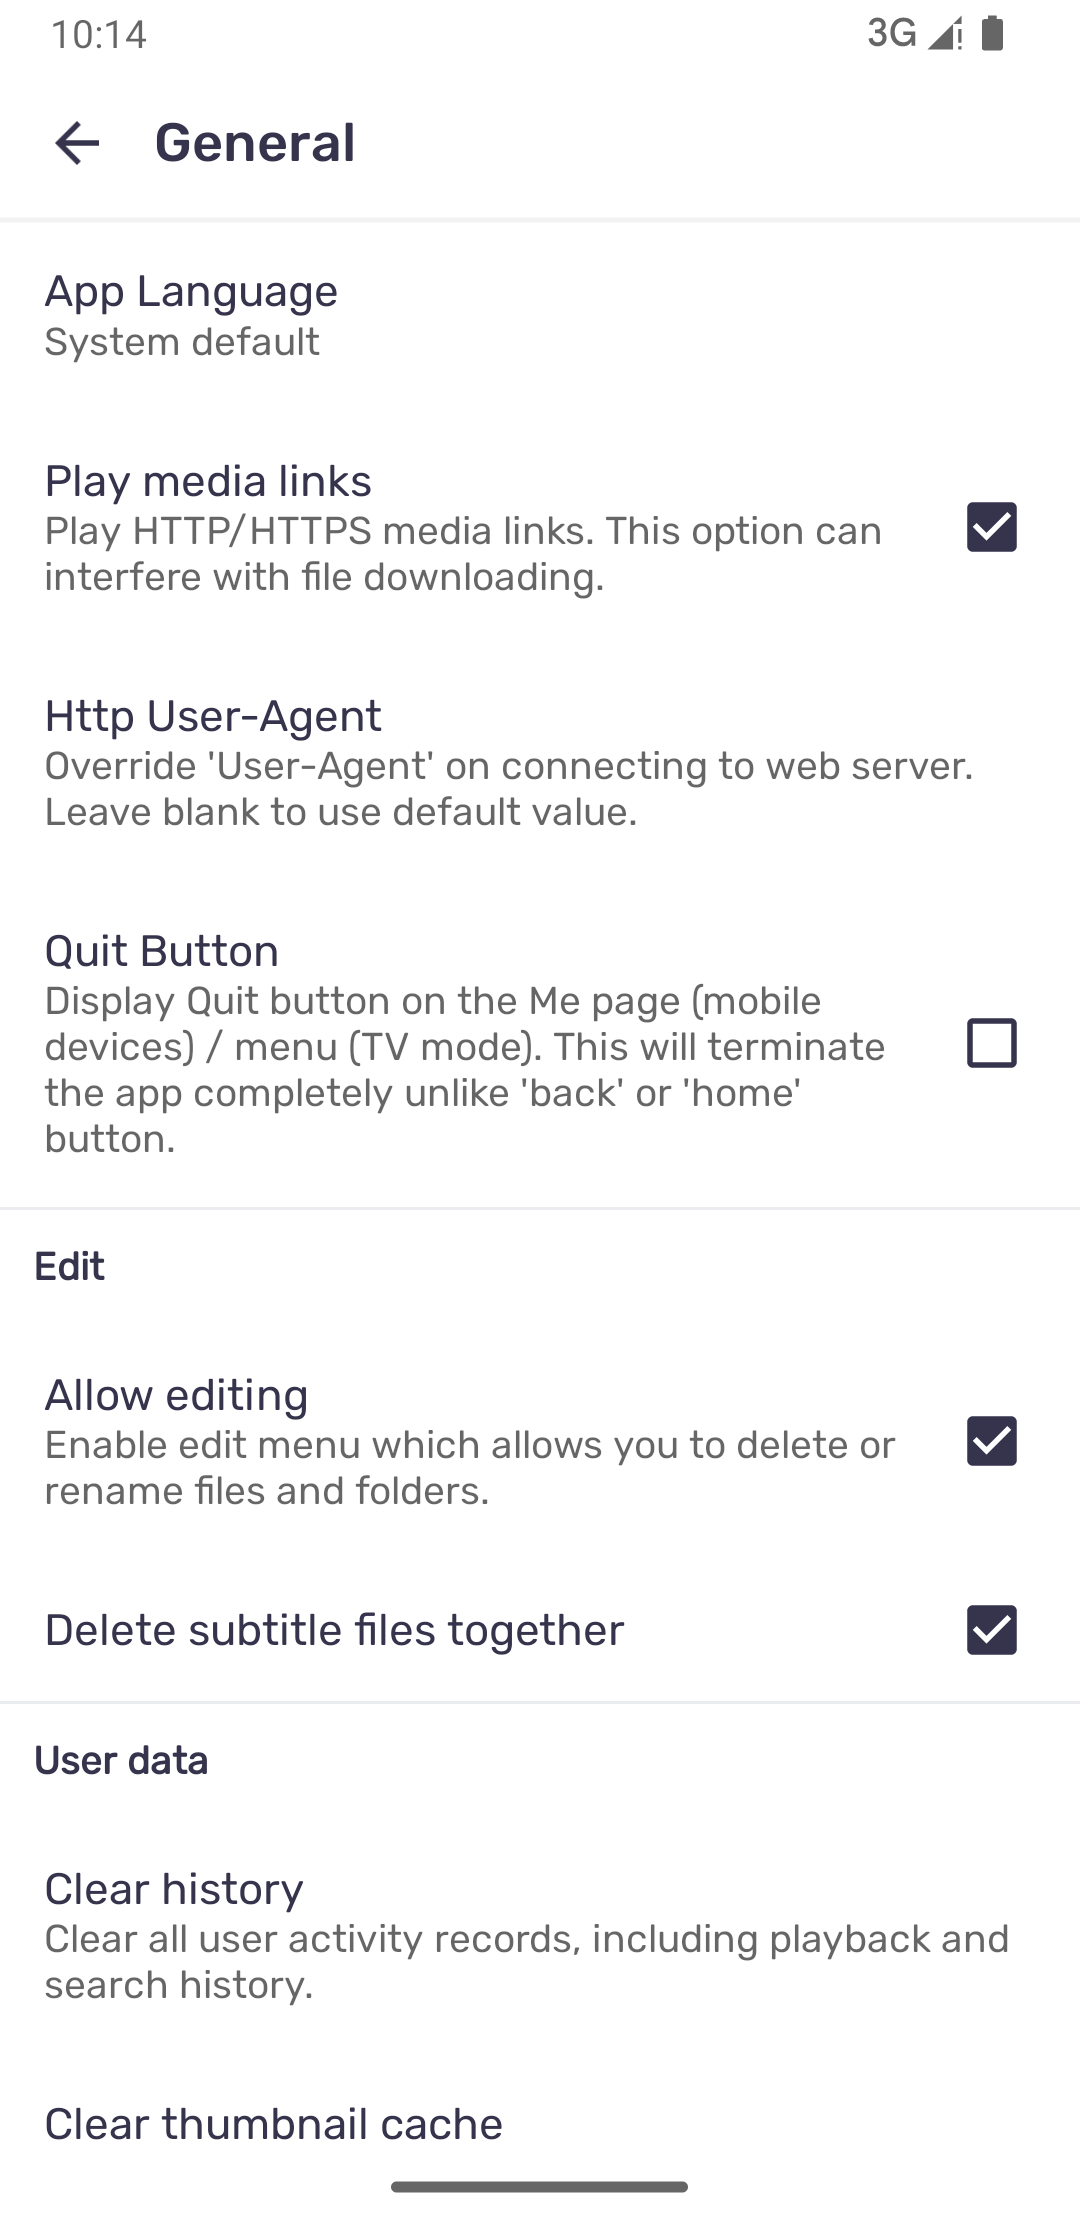 10:14
3G
General
App Language
System default
Play media links
Play HTTP/HTTPS media links. This option can
interfere with file downloading.
Http User-Agent
Override 'User-Agent' on connecting to web server.
Leave blank to use default value.
Quit Button
Display Quit button on the Me page (mobile
devices) / menu (TV mode). This will terminate
the app completely unlike 'back' or 'home'
button.
Edit
Allow editing
Enable edit menu which allows you to delete or
rename files and folders.
Delete subtitle files together
User data
Clear history
Clear all user activity records, including playback and
search history.
Clear thumbnail cache